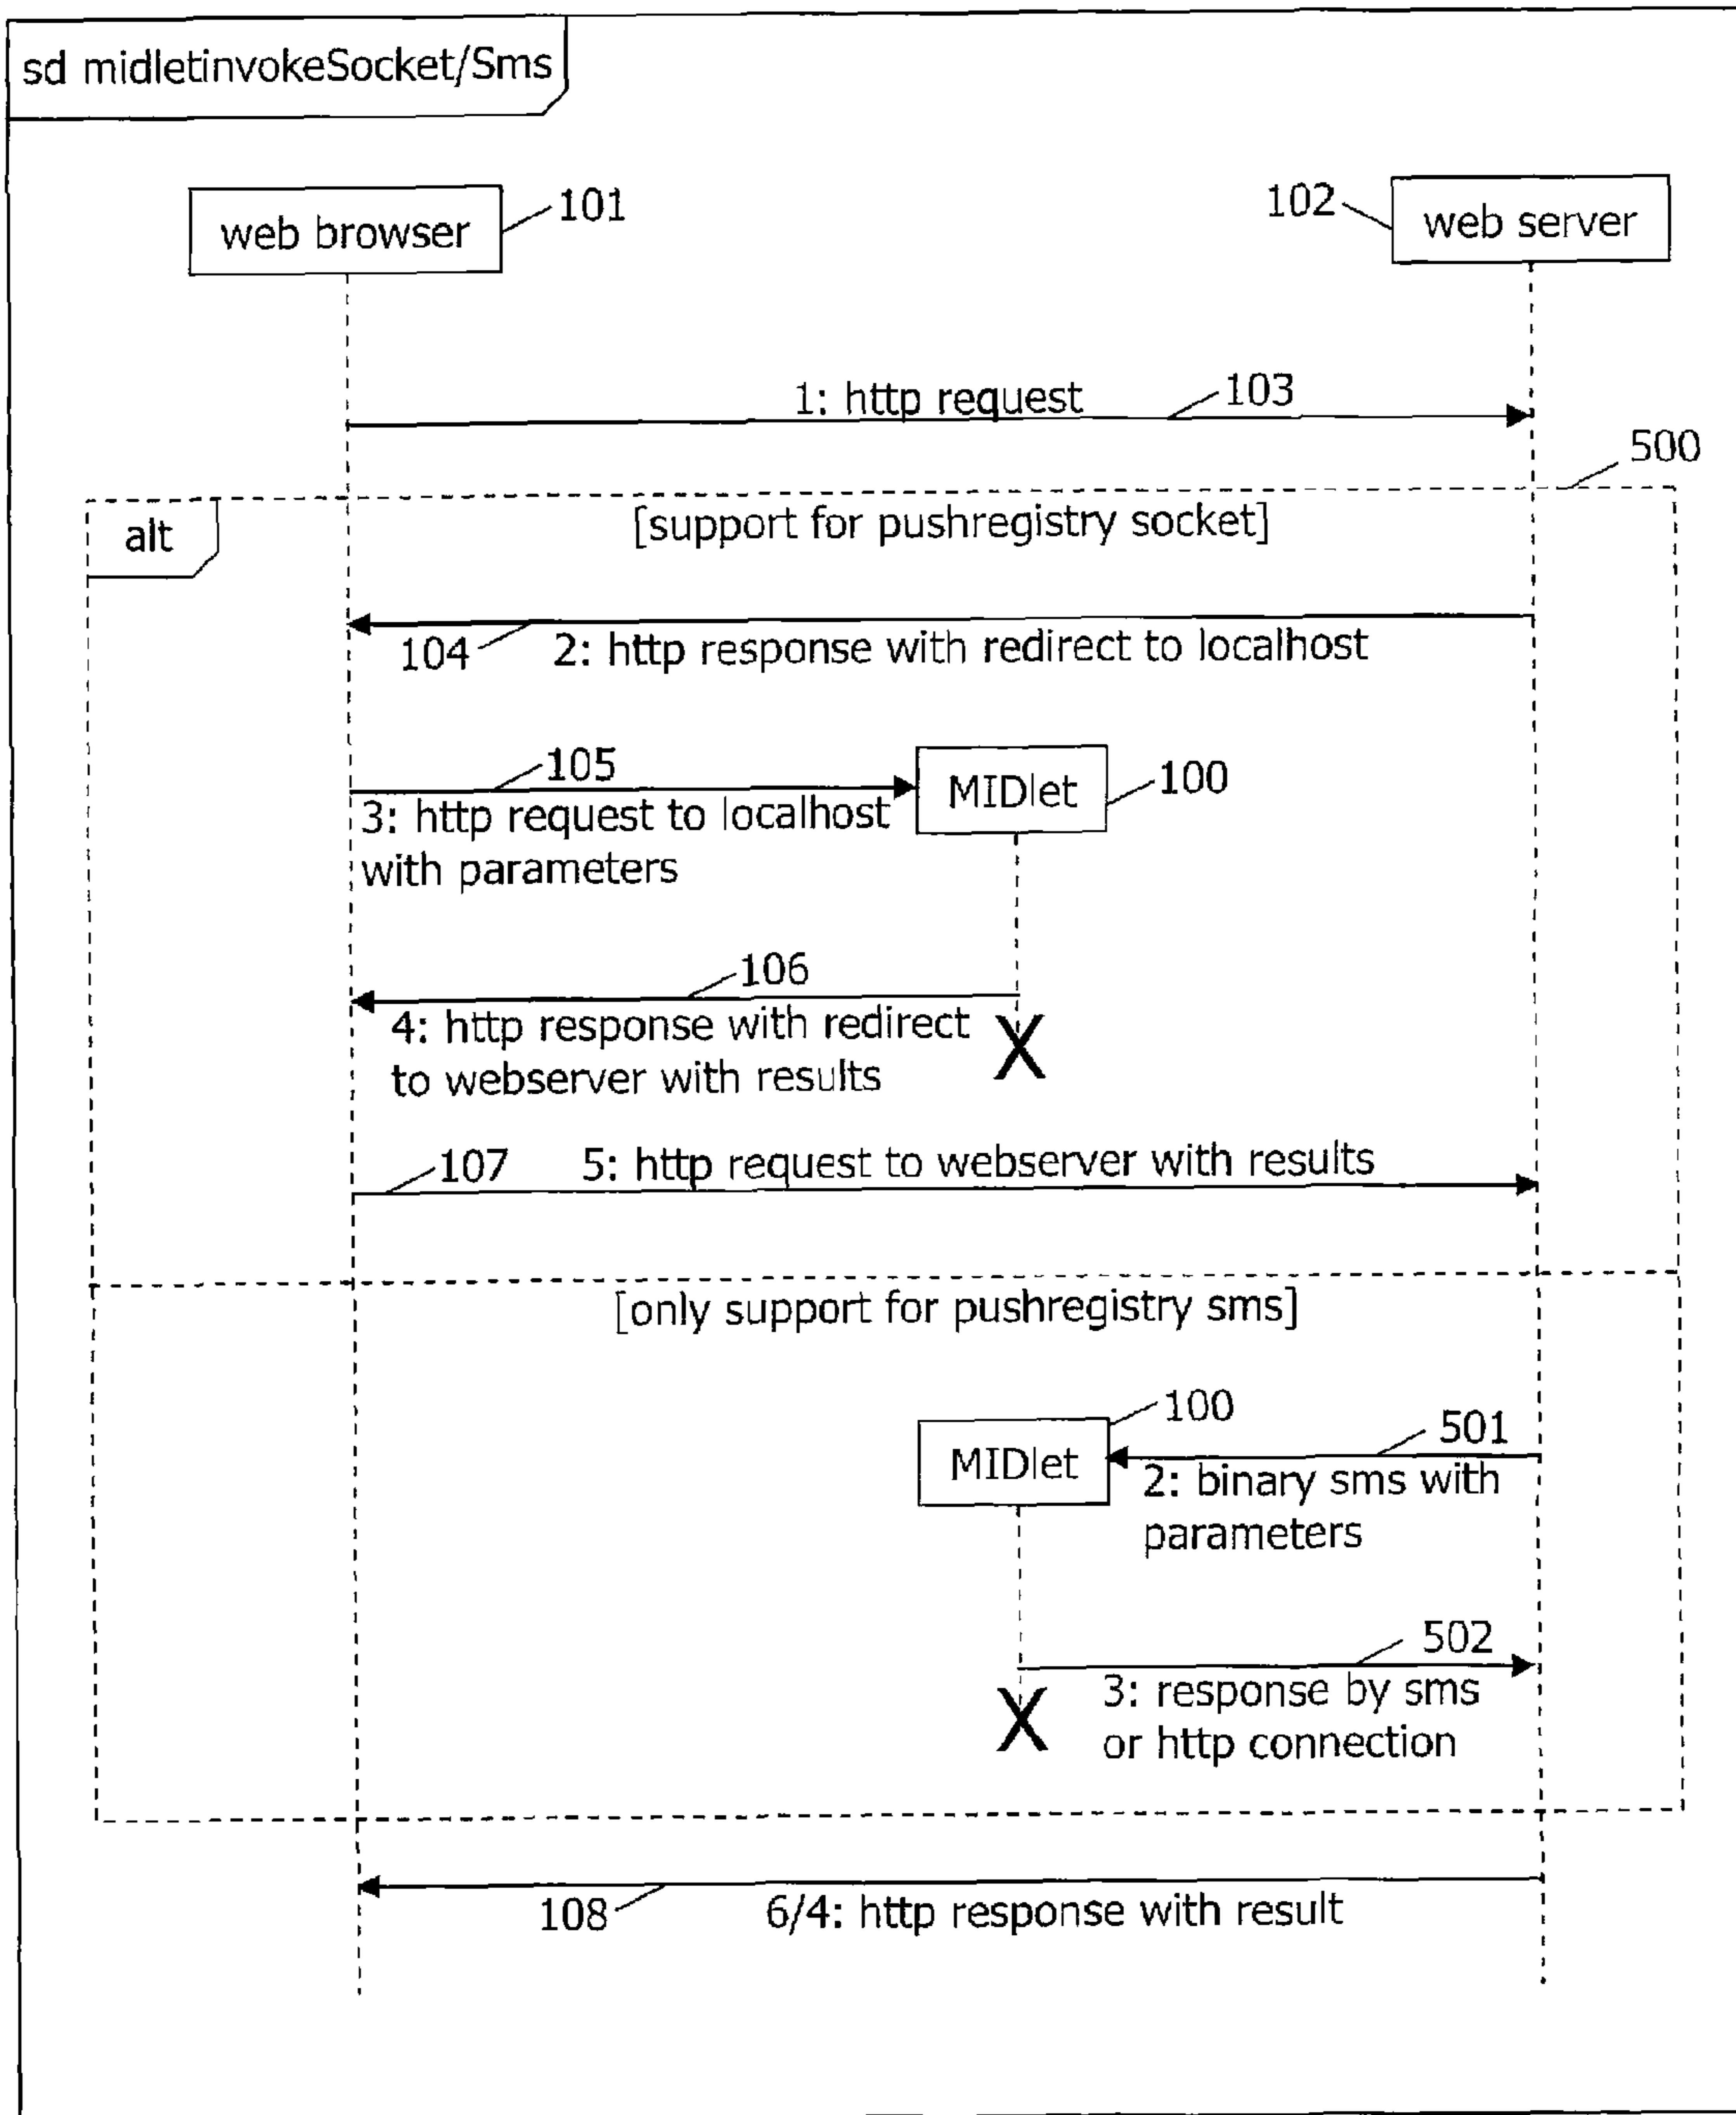 sd midletinvokeSocket/Sms
web browser
101
102
web server
1: http request
103
500
alt
[support for pushregistry socket]
104
2: http response with redirect to localhost
105
MIDlet
100
3: http request to localhost
with parameters
106
4: http response with redirect
to webserver with results
X
107
5: http request to webserver with results
[only support for pushregistry sms]
100
MIDlet
501
2: binary sms with
parameters
502
X
3: response by sms
or http connection
108
6/4: http response with result